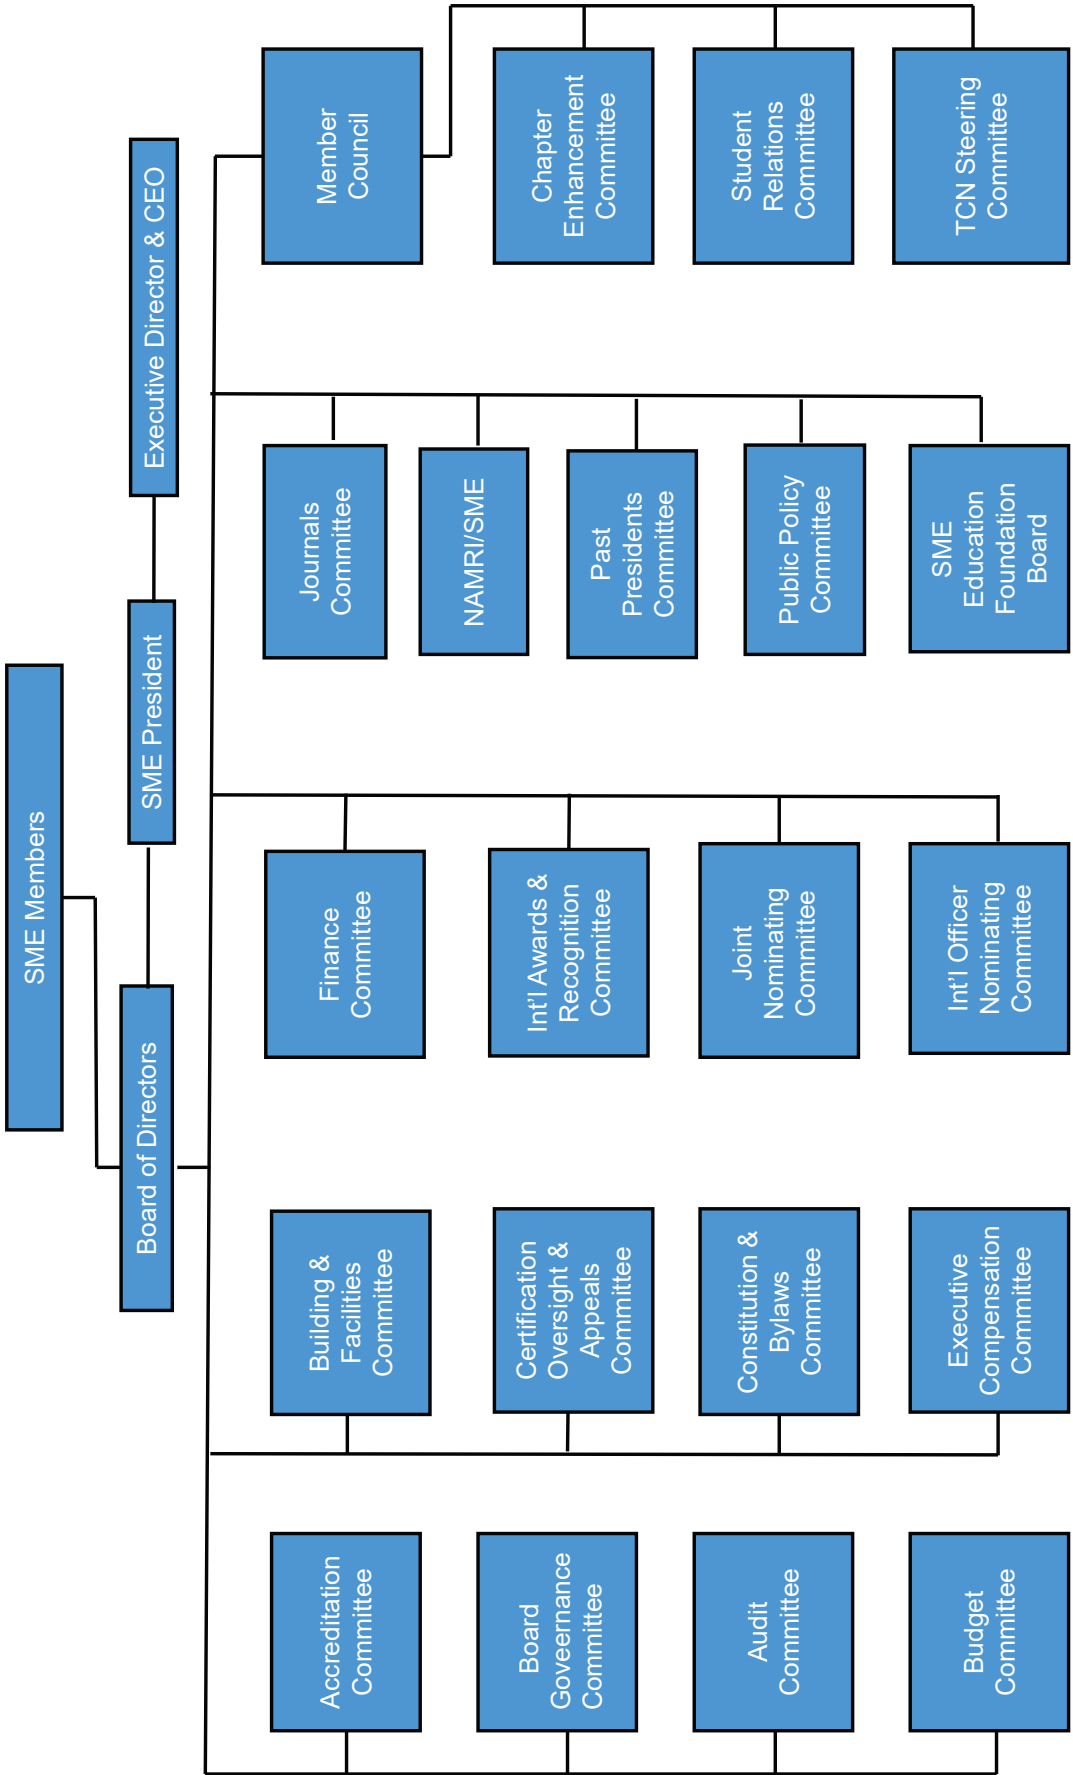 SME Members
Board of Directors
SME President
Executive Director & CEO
Accreditation
Committee
Board
Goveernance
Committee
Audit
Committee
Budget
Committee
Building &
Facilities
Committee
Certification
Oversight &
Appeals
Committee
Constitution &
Bylaws
Committee
Executive
Compensation
Committee
Finance
Committee
Int'l Awards &
Recognition
Committee
Joint
Nominating
Committee
Int'l Officer
Nominating
Committee
Journals
Committee
NAMRI/SME
Past
Presidents
Committee
Public Policy
Committee
SME
Education
Foundation
Board
Member
Council
Chapter
Enhancement
Committee
Student
Relations
Committee
TCN Steering
Committee